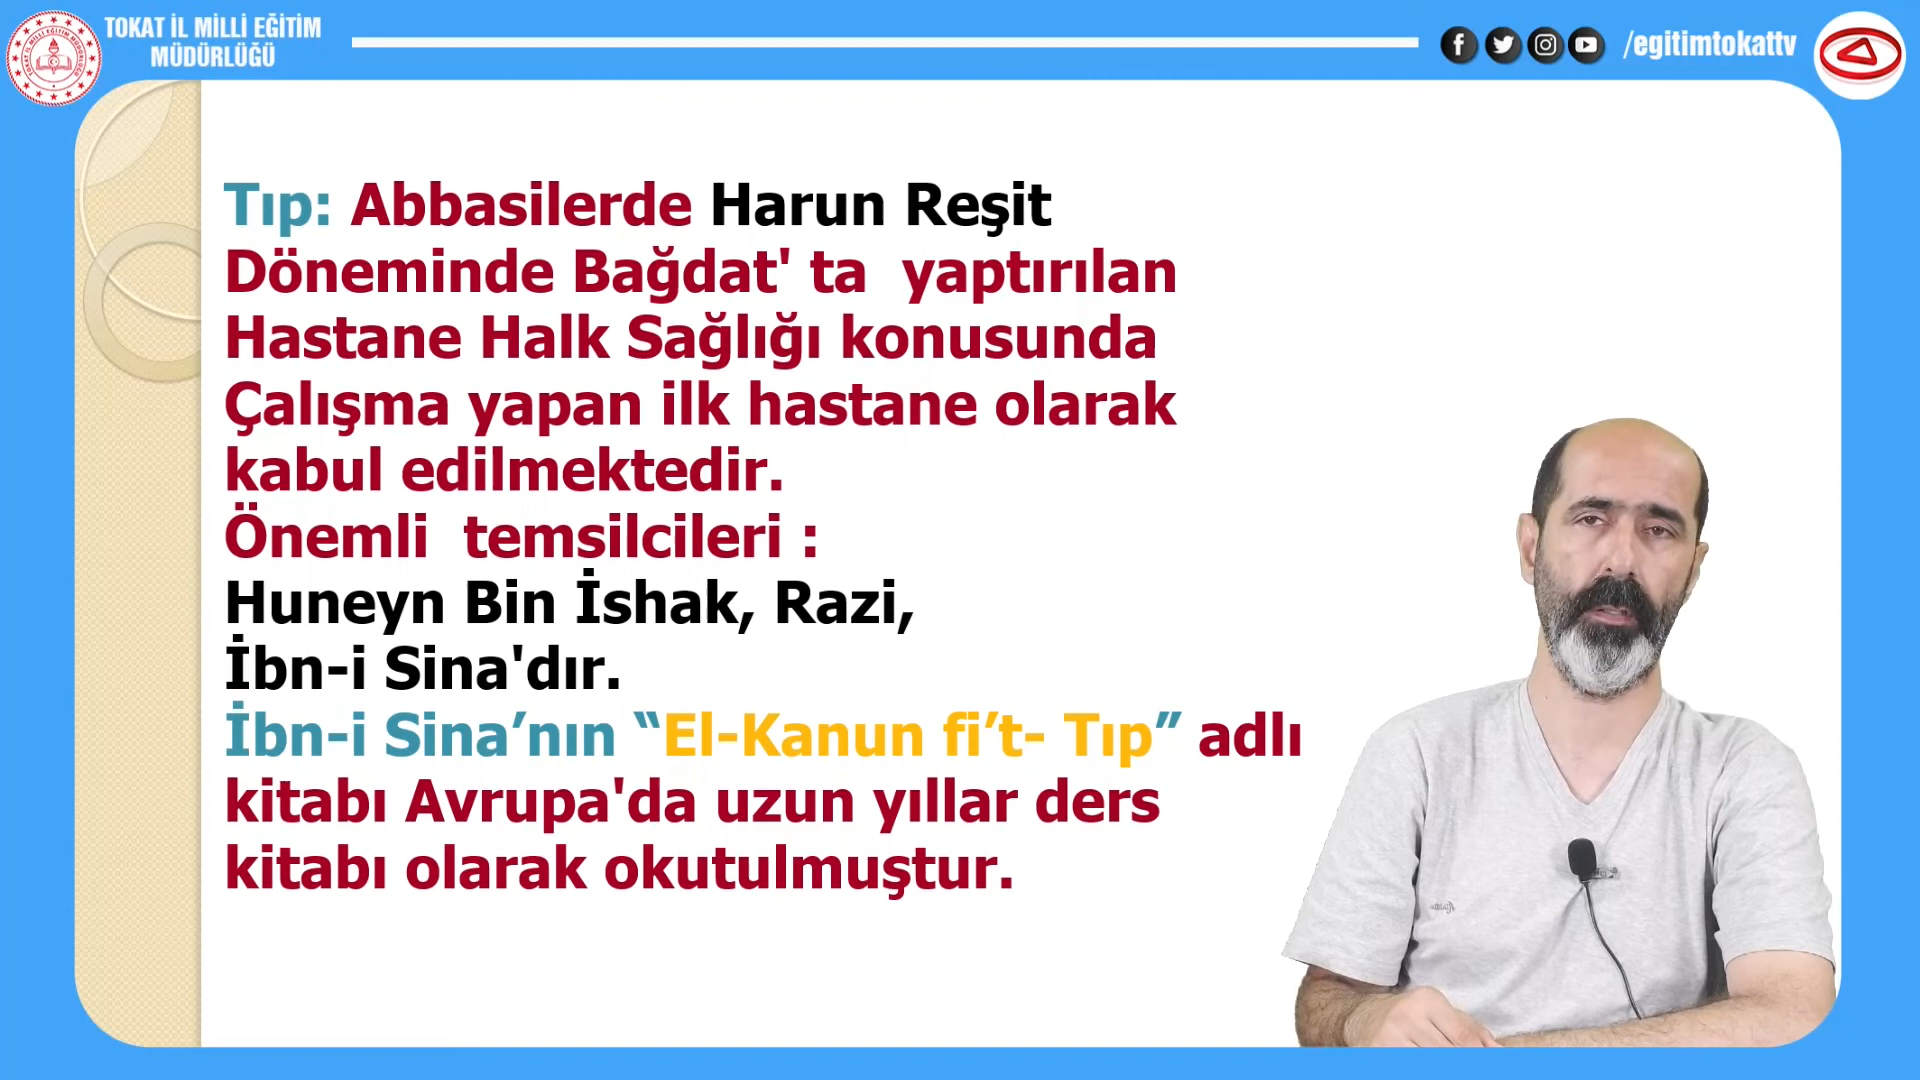 TOKAT İL MİLLİ EĞİTİM
MÜDÜRLÜĞÜ
/egitimtokattv
Tıp: Abbasilerde Harun Reşit
Döneminde Bağdat' ta  yaptırılan
Hastane Halk Sağlığı konusunda
Çalışma yapan ilk hastane olarak
kabul edilmektedir.
Önemli  temsilcileri :
Huneyn Bin İshak, Razi,
İbn-i Sina'dır.
İbn-i Sina’nın “El-Kanun fi’t- Tıp” adlı
kitabı Avrupa'da uzun yıllar ders
kitabı olarak okutulmuştur.